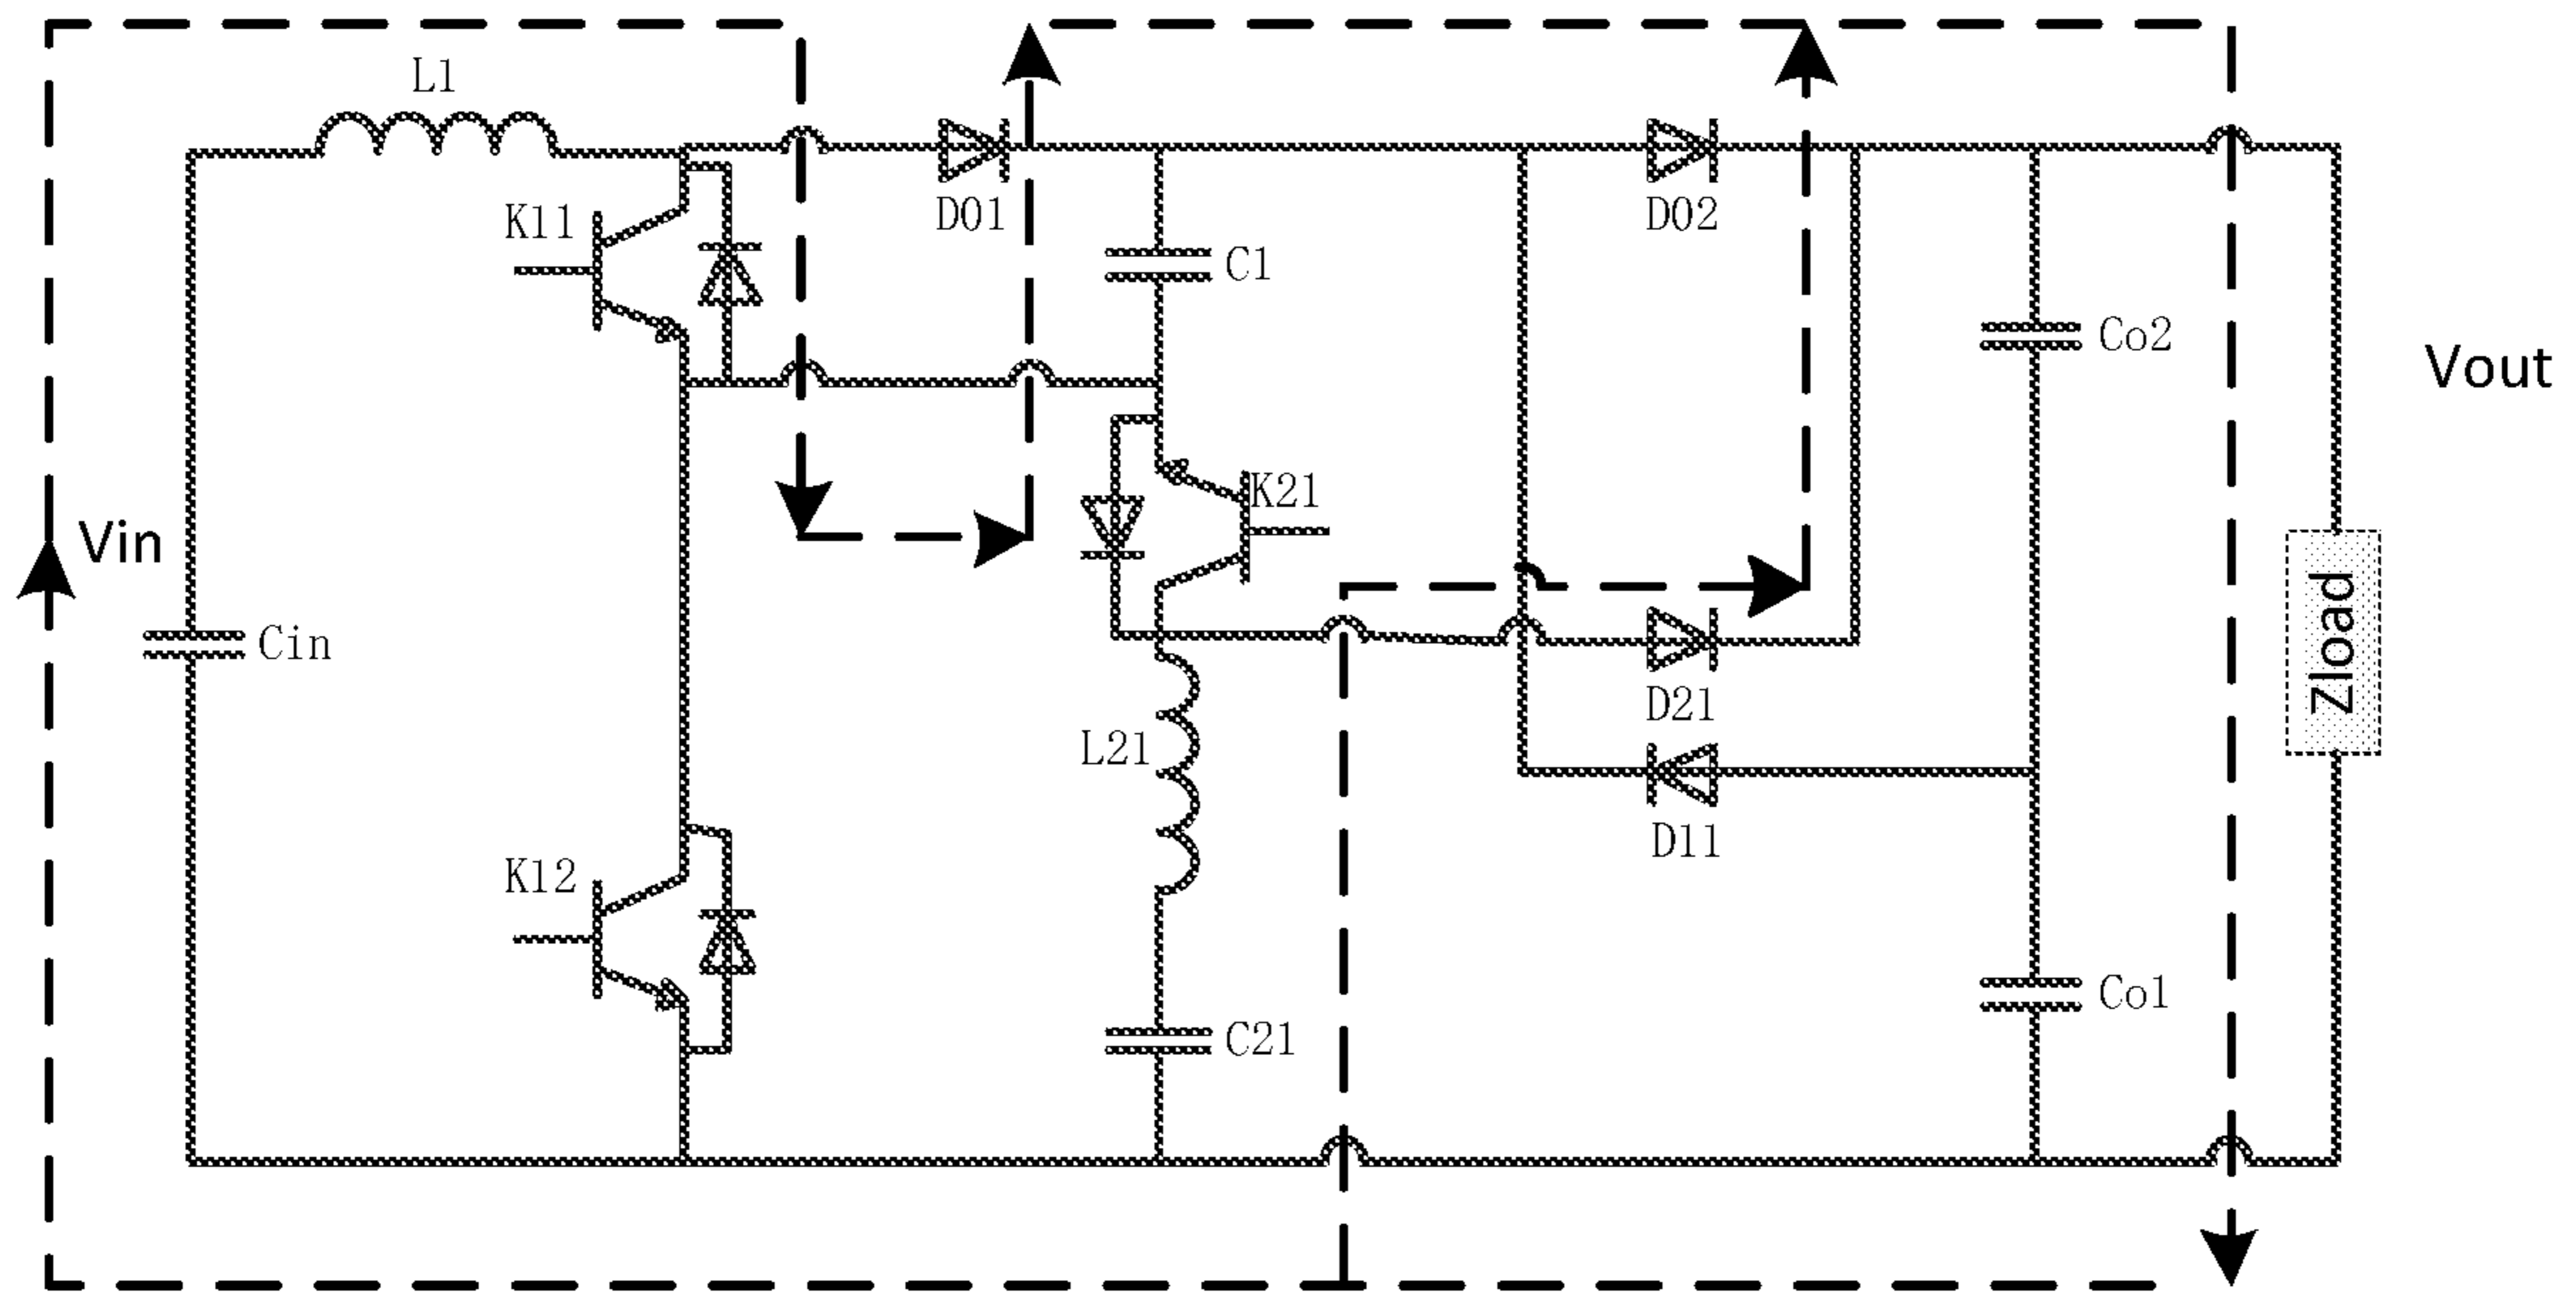 L1
K11
D01
C1
D02
Co2
Vout
K21
Vin
Cin
Zload
D21
L21
D11
K12
Co1
C21